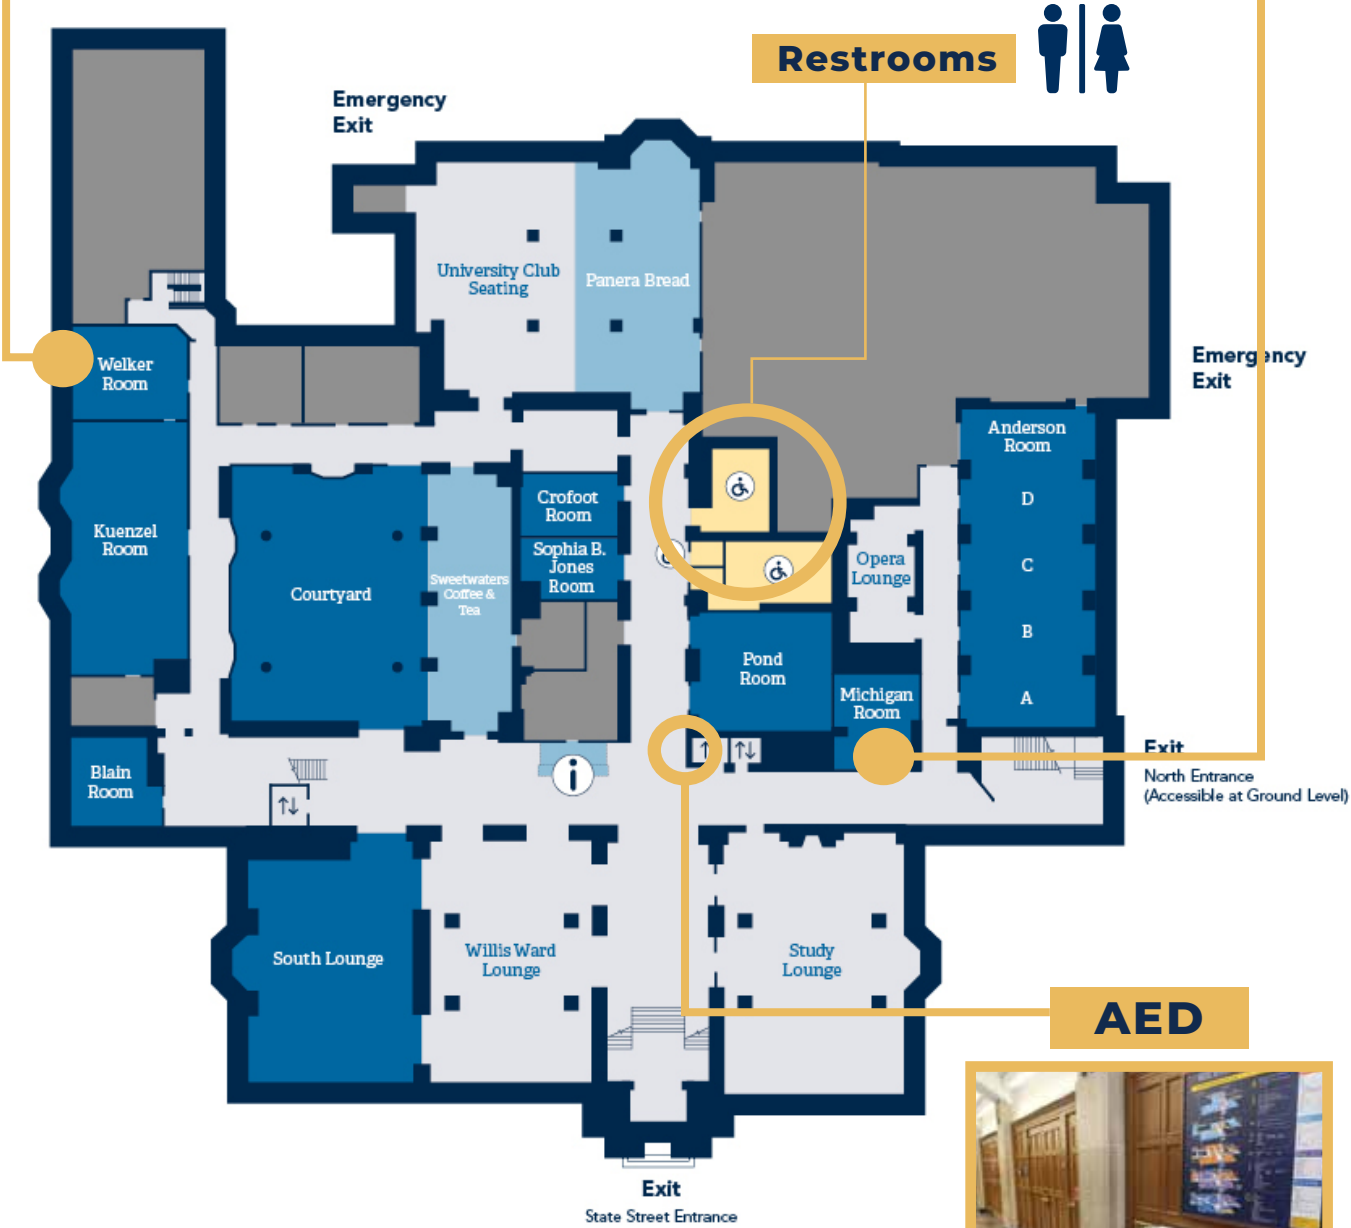 Restrooms
Emergency
Exit
University Club
Seating
Panera Bread
Emergency
Exit
Welker
Room
Anderson
Room
D
C
B
A
Kuenzel
Room
Crofoot
Room
Sophia B.
Jones
Room
Courtyard
Sweetwaters
Coffee &
Tea
Opera
Lounge
Pond
Room
Michigan
Room
Blain
Room
i
Exit
North Entrance
(Accessible at Ground Level)
South Lounge
Willis Ward
Lounge
Study
Lounge
AED
Exit
State Street Entrance